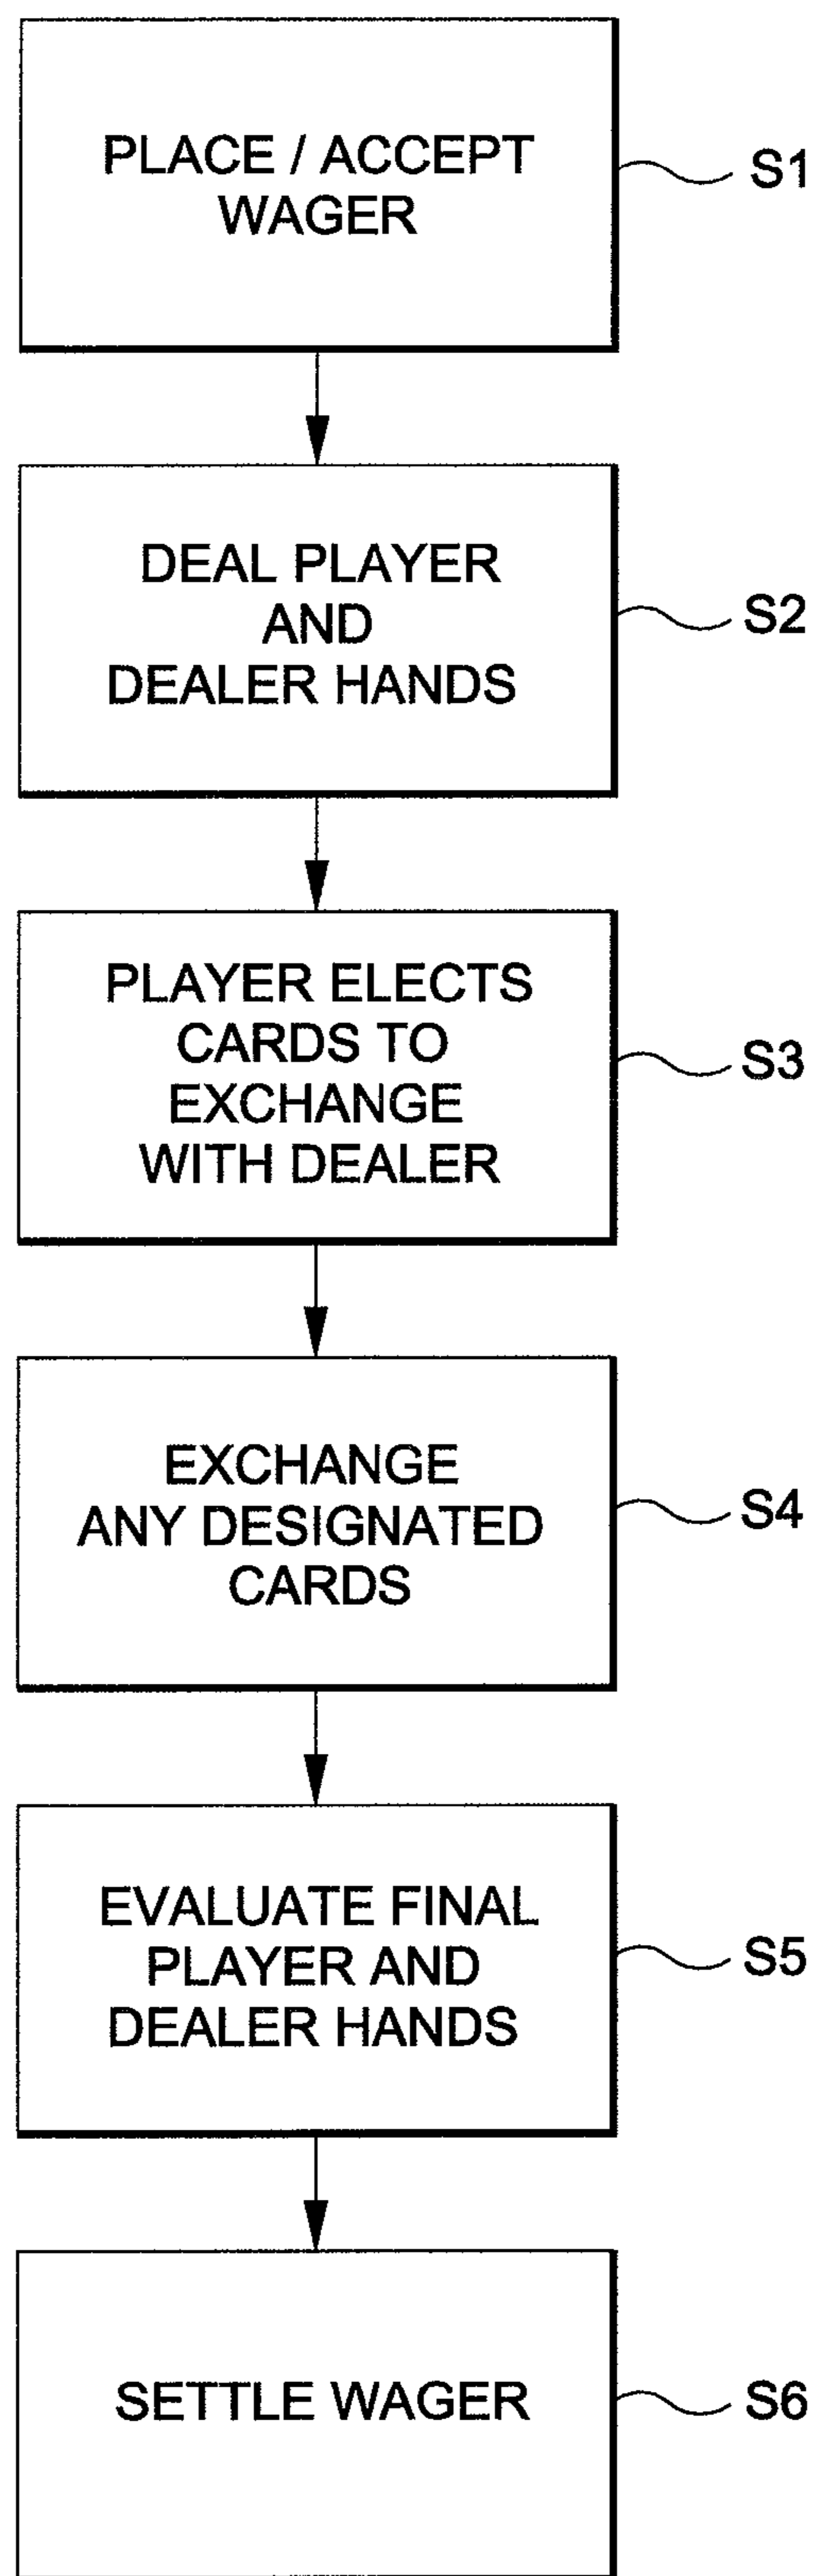 PLACE / ACCEPT
WAGER
S1
DEAL PLAYER
AND
DEALER HANDS
S2
PLAYER ELECTS
CARDS TO
EXCHANGE
WITH DEALER
S3
EXCHANGE
ANY DESIGNATED
CARDS
S4
EVALUATE FINAL
PLAYER AND
DEALER HANDS
S5
SETTLE WAGER
S6